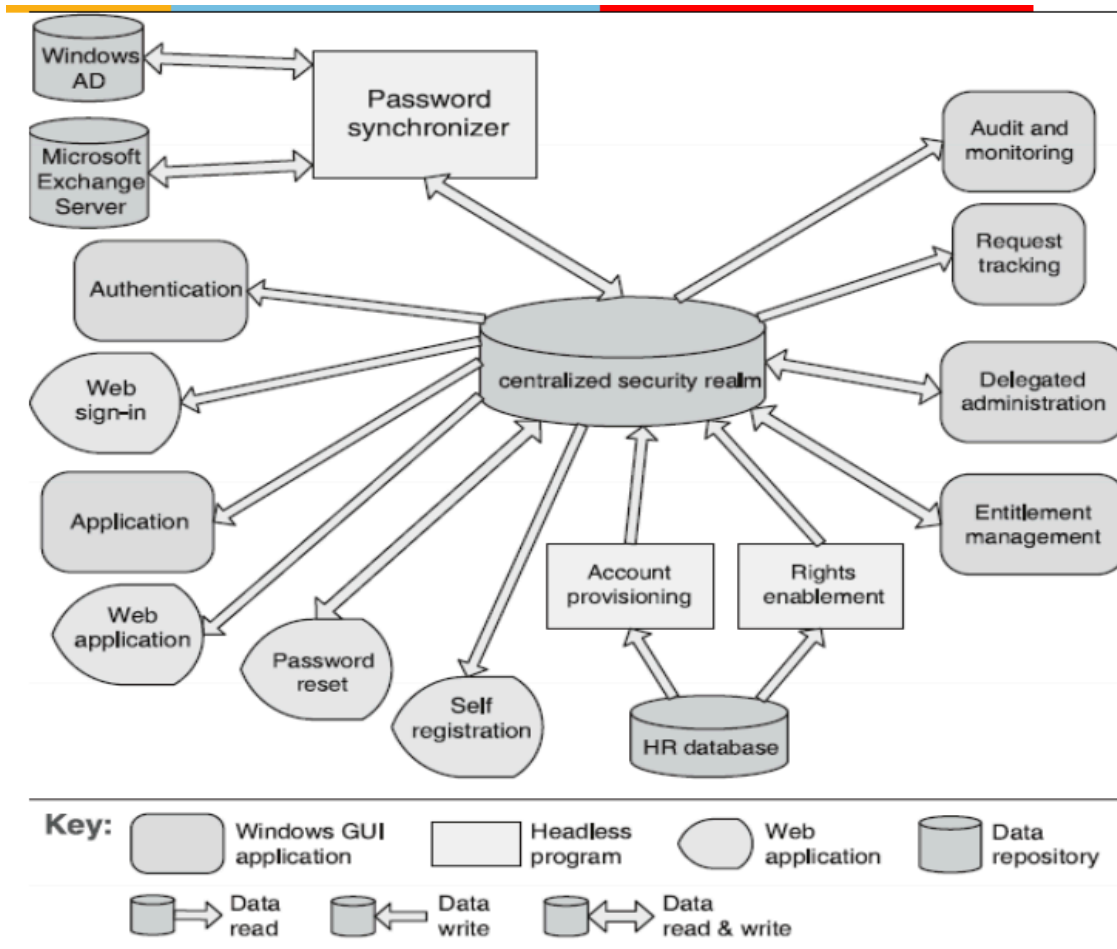 Windows
AD
Password
synchronizer
Microsoft
Exchange
Server
Audit and
monitoring
Request
tracking
Authentication
centralized security realm
Web
sign-in
Delegated
administration
Application
Entitlement
management
Account
provisioning
Rights
enablement
Web
application
Password
reset
Self
registration
HR database
Key:
Windows GUI
application
Headless
program
Web
application
Data
repository
Data
read
Data
write
Data
read & write